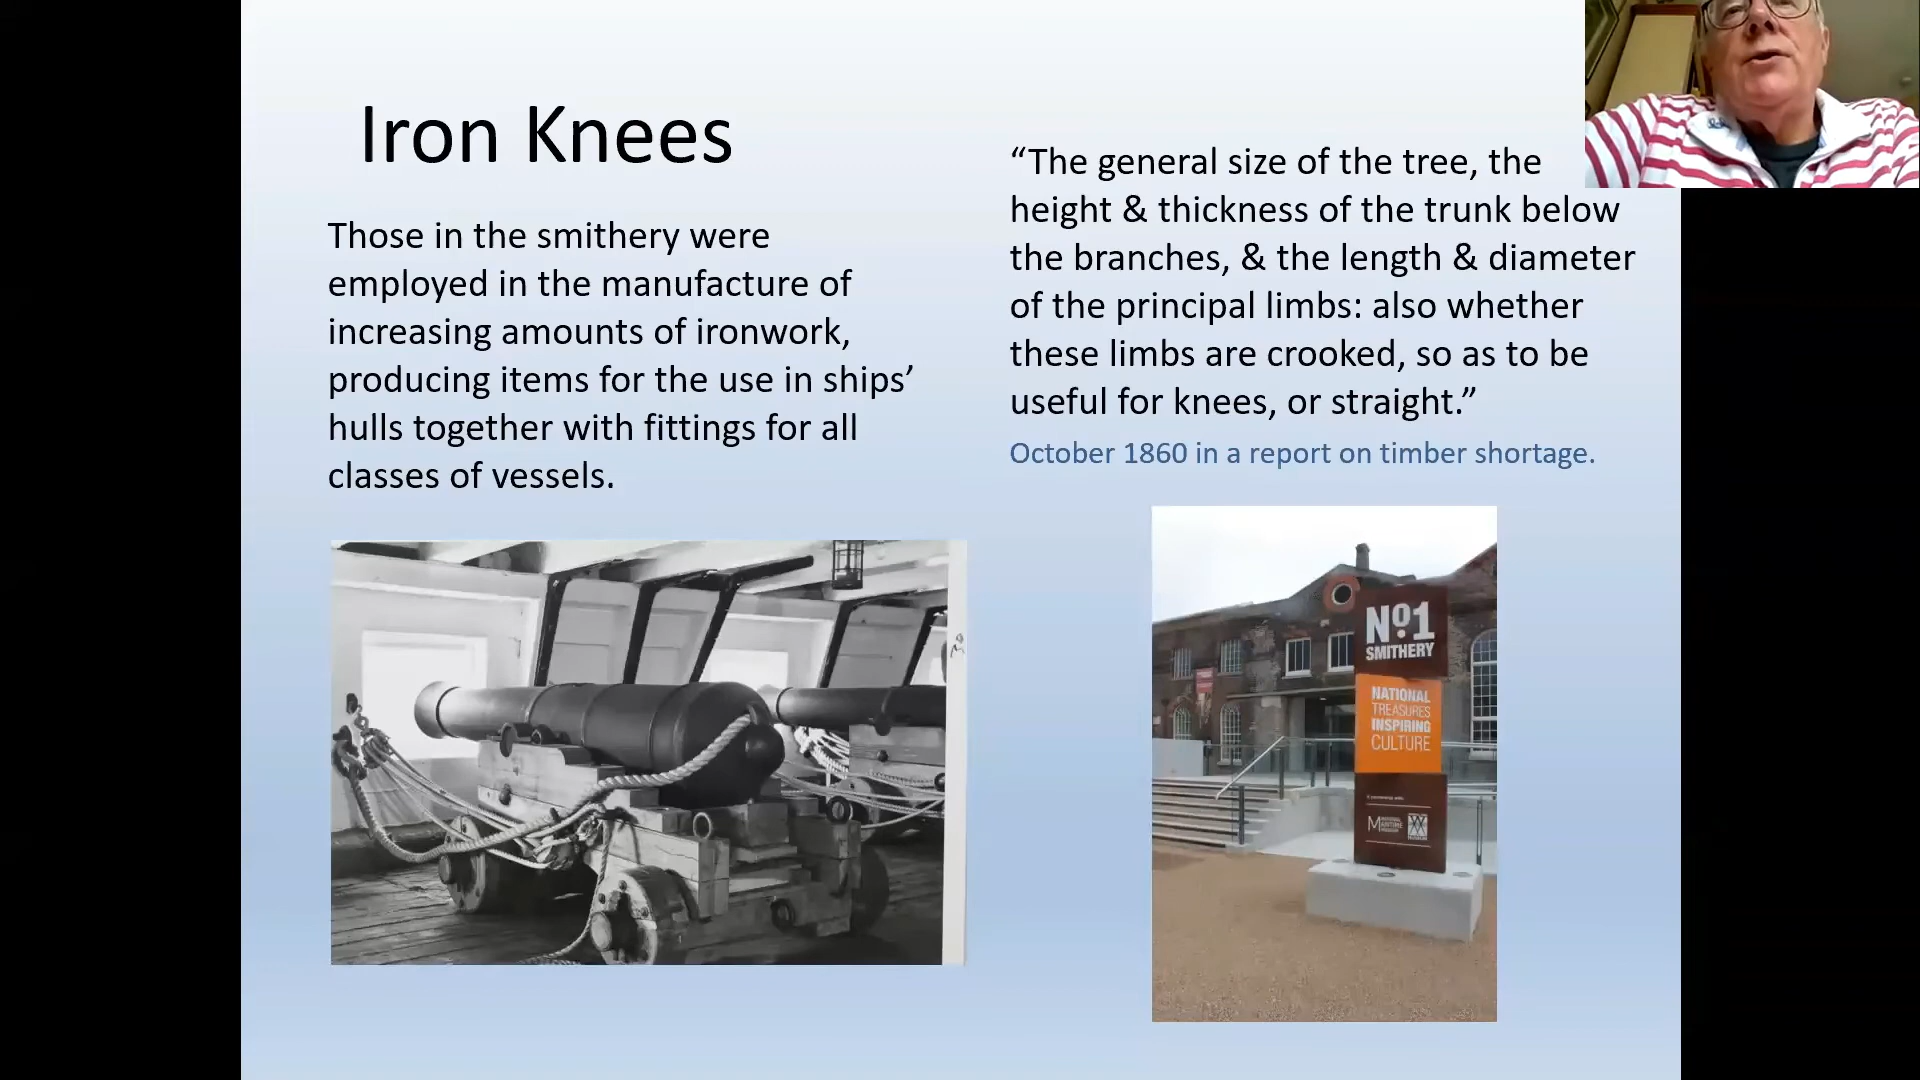 Iron Knees
Those in the smithery were
employed in the manufacture of
increasing amounts of ironwork,
producing items for the use in ships’
hulls together with fittings for all
classes of vessels.
“The general size of the tree, the
height & thickness of the trunk below
the branches, & the length & diameter
of the principal limbs: also whether
these limbs are crooked, so as to be
useful for knees, or straight.”
October 1860 in a report on timber shortage.
Nº1
SMITHERY
NATIONAL
TREASURES
INSPIRING
CULTURE